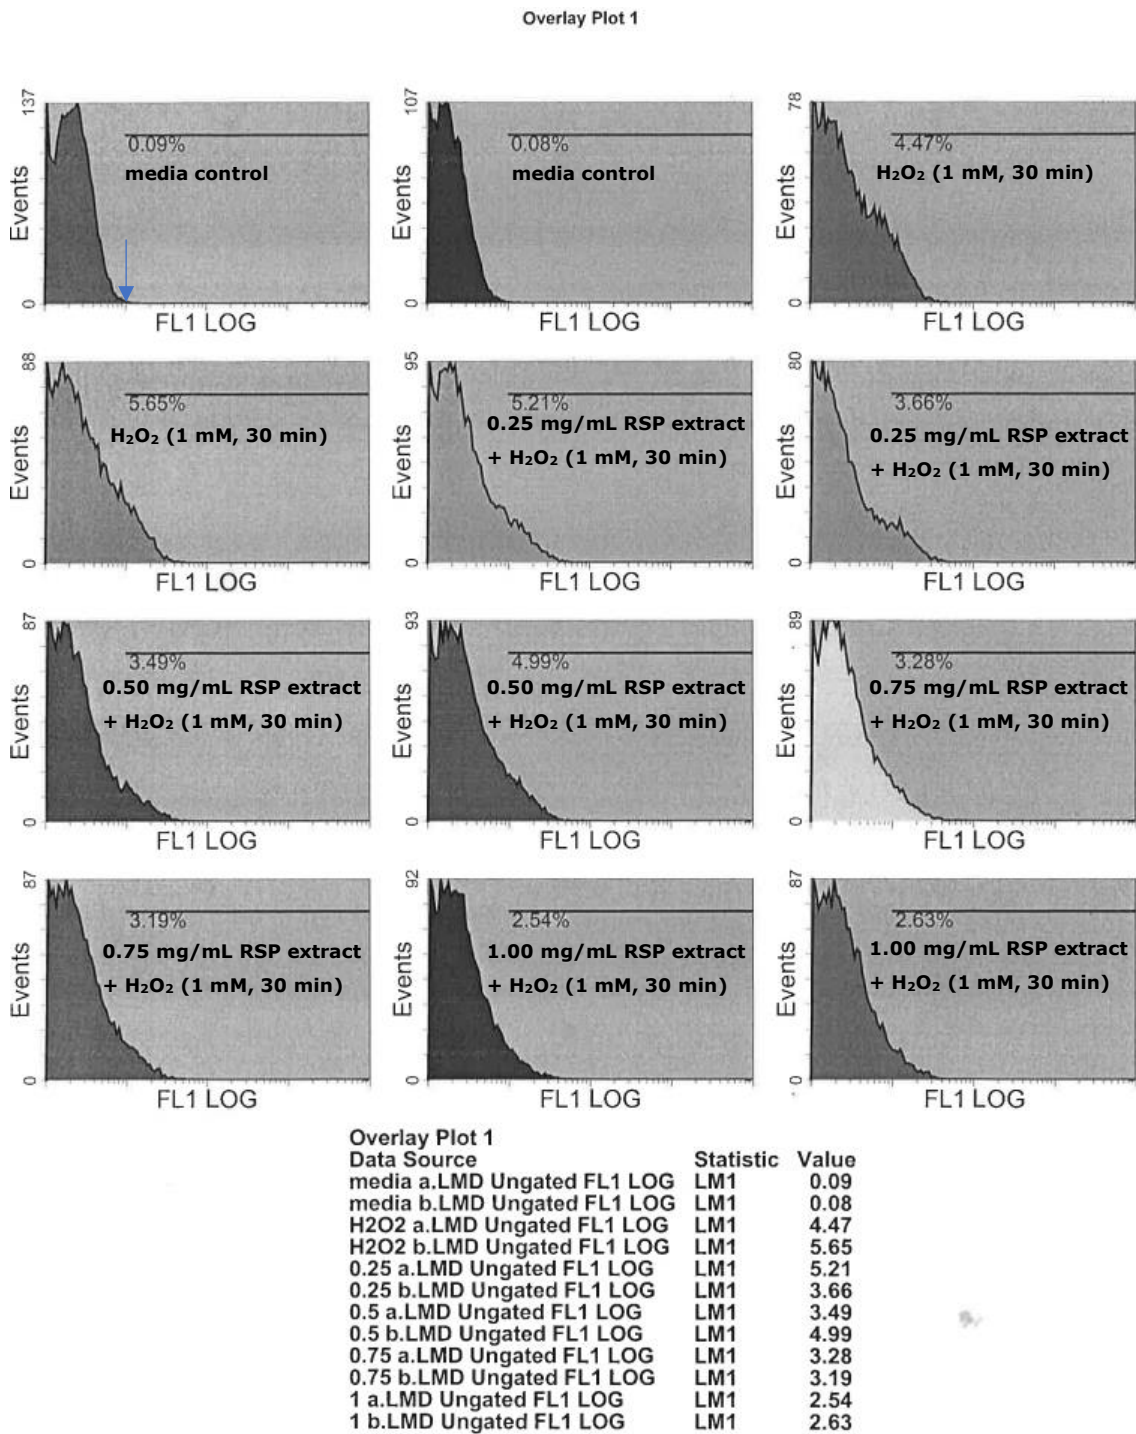 Overlay Plot 1
137
0.09%
media control
Events
0
FL1 LOG
107
0.08%
media control
Events
0
FL1 LOG
78
4.47%
H₂O₂ (1 mM, 30 min)
Events
0
FL1 LOG
88
5.65%
H₂O₂ (1 mM, 30 min)
Events
0
FL1 LOG
95
5.21%
0.25 mg/mL RSP extract
+ H₂O₂ (1 mM, 30 min)
Events
0
FL1 LOG
80
3.66%
0.25 mg/mL RSP extract
+ H₂O₂ (1 mM, 30 min)
Events
0
FL1 LOG
87
3.49%
0.50 mg/mL RSP extract
+ H₂O₂ (1 mM, 30 min)
Events
0
FL1 LOG
93
4.99%
0.50 mg/mL RSP extract
+ H₂O₂ (1 mM, 30 min)
Events
0
FL1 LOG
89
3.28%
0.75 mg/mL RSP extract
+ H₂O₂ (1 mM, 30 min)
Events
0
FL1 LOG
87
3.19%
0.75 mg/mL RSP extract
+ H₂O₂ (1 mM, 30 min)
Events
0
FL1 LOG
92
2.54%
1.00 mg/mL RSP extract
+ H₂O₂ (1 mM, 30 min)
Events
0
FL1 LOG
87
2.63%
1.00 mg/mL RSP extract
+ H₂O₂ (1 mM, 30 min)
Events
0
FL1 LOG
Overlay Plot 1
Data Source Statistic Value
media a.LMD Ungated FL1 LOG LM1 0.09
media b.LMD Ungated FL1 LOG LM1 0.08
H2O2 a.LMD Ungated FL1 LOG LM1 4.47
H2O2 b.LMD Ungated FL1 LOG LM1 5.65
0.25 a.LMD Ungated FL1 LOG LM1 5.21
0.25 b.LMD Ungated FL1 LOG LM1 3.66
0.5 a.LMD Ungated FL1 LOG LM1 3.49
0.5 b.LMD Ungated FL1 LOG LM1 4.99
0.75 a.LMD Ungated FL1 LOG LM1 3.28
0.75 b.LMD Ungated FL1 LOG LM1 3.19
1 a.LMD Ungated FL1 LOG LM1 2.54
1 b.LMD Ungated FL1 LOG LM1 2.63